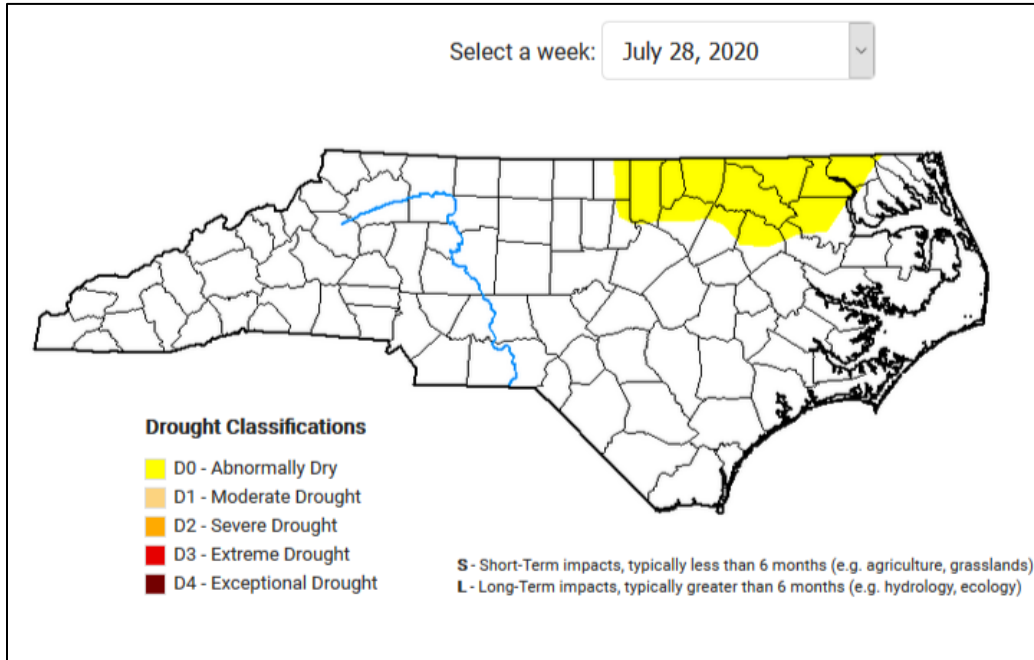 Select a week: July 28, 2020
Drought Classifications
D0 - Abnormally Dry
D1 - Moderate Drought
D2 - Severe Drought
D3 - Extreme Drought
D4 - Exceptional Drought
S - Short-Term impacts, typically less than 6 months (e.g. agriculture, grasslands)
L - Long-Term impacts, typically greater than 6 months (e.g. hydrology, ecology)